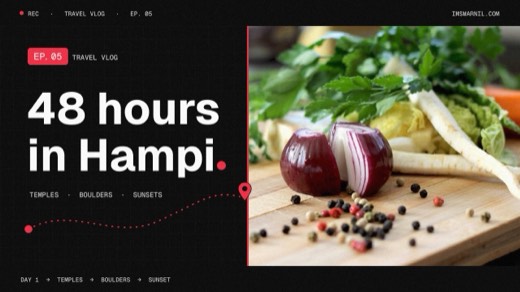 REC · TRAVEL VLOG · EP. 05
IMSWARNIL.COM
EP. 05 TRAVEL VLOG
48 hours
in Hampi.
TEMPLES · BOULDERS · SUNSETS
DAY 1 → TEMPLES → BOULDERS → SUNSET